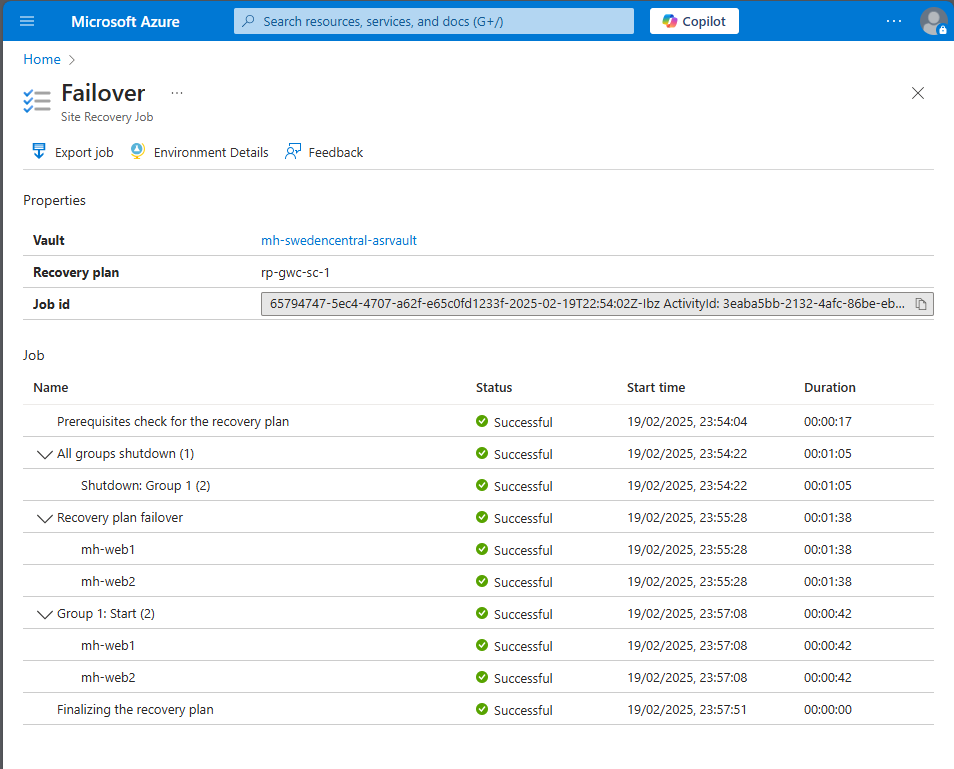 Microsoft Azure
Search resources, services, and docs (G+/)
Copilot
Home
Failover
Site Recovery Job
Export job Environment Details Feedback
Properties
Vault mh-swedencentral-asrvault
Recovery plan rp-gwc-sc-1
Job id 65794747-5ec4-4707-a62f-e65c0fd1233f-2025-02-19T22:54:02Z-Ibz ActivityId: 3eaba5bb-2132-4afc-86be-eb...
Job
Name Status Start time Duration
Prerequisites check for the recovery plan Successful 19/02/2025, 23:54:04 00:00:17
All groups shutdown (1) Successful 19/02/2025, 23:54:22 00:01:05
Shutdown: Group 1 (2) Successful 19/02/2025, 23:54:22 00:01:05
Recovery plan failover Successful 19/02/2025, 23:55:28 00:01:38
mh-web1 Successful 19/02/2025, 23:55:28 00:01:38
mh-web2 Successful 19/02/2025, 23:55:28 00:01:38
Group 1: Start (2) Successful 19/02/2025, 23:57:08 00:00:42
mh-web1 Successful 19/02/2025, 23:57:08 00:00:42
mh-web2 Successful 19/02/2025, 23:57:08 00:00:42
Finalizing the recovery plan Successful 19/02/2025, 23:57:51 00:00:00